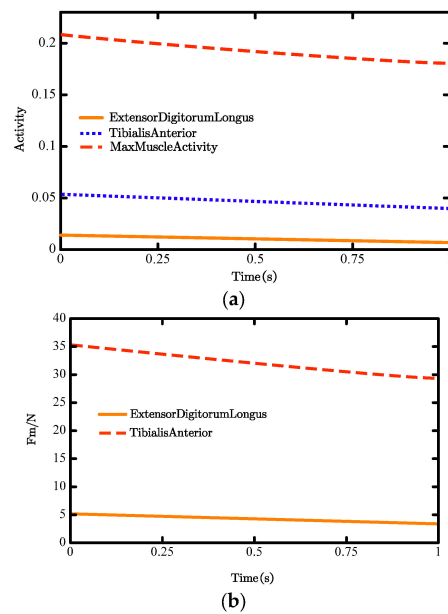 0.2
0.15
0.1
0.05
0
Activity
ExtensorDigitorumLongus
TibialisAnterior
MaxMuscleActivity
0 0.25 0.5 0.75
Time(s)
(a)
40
35
30
25
20
15
10
5
0
Fm/N
ExtensorDigitorumLongus
TibialisAnterior
0 0.25 0.5 0.75 1
Time(s)
(b)